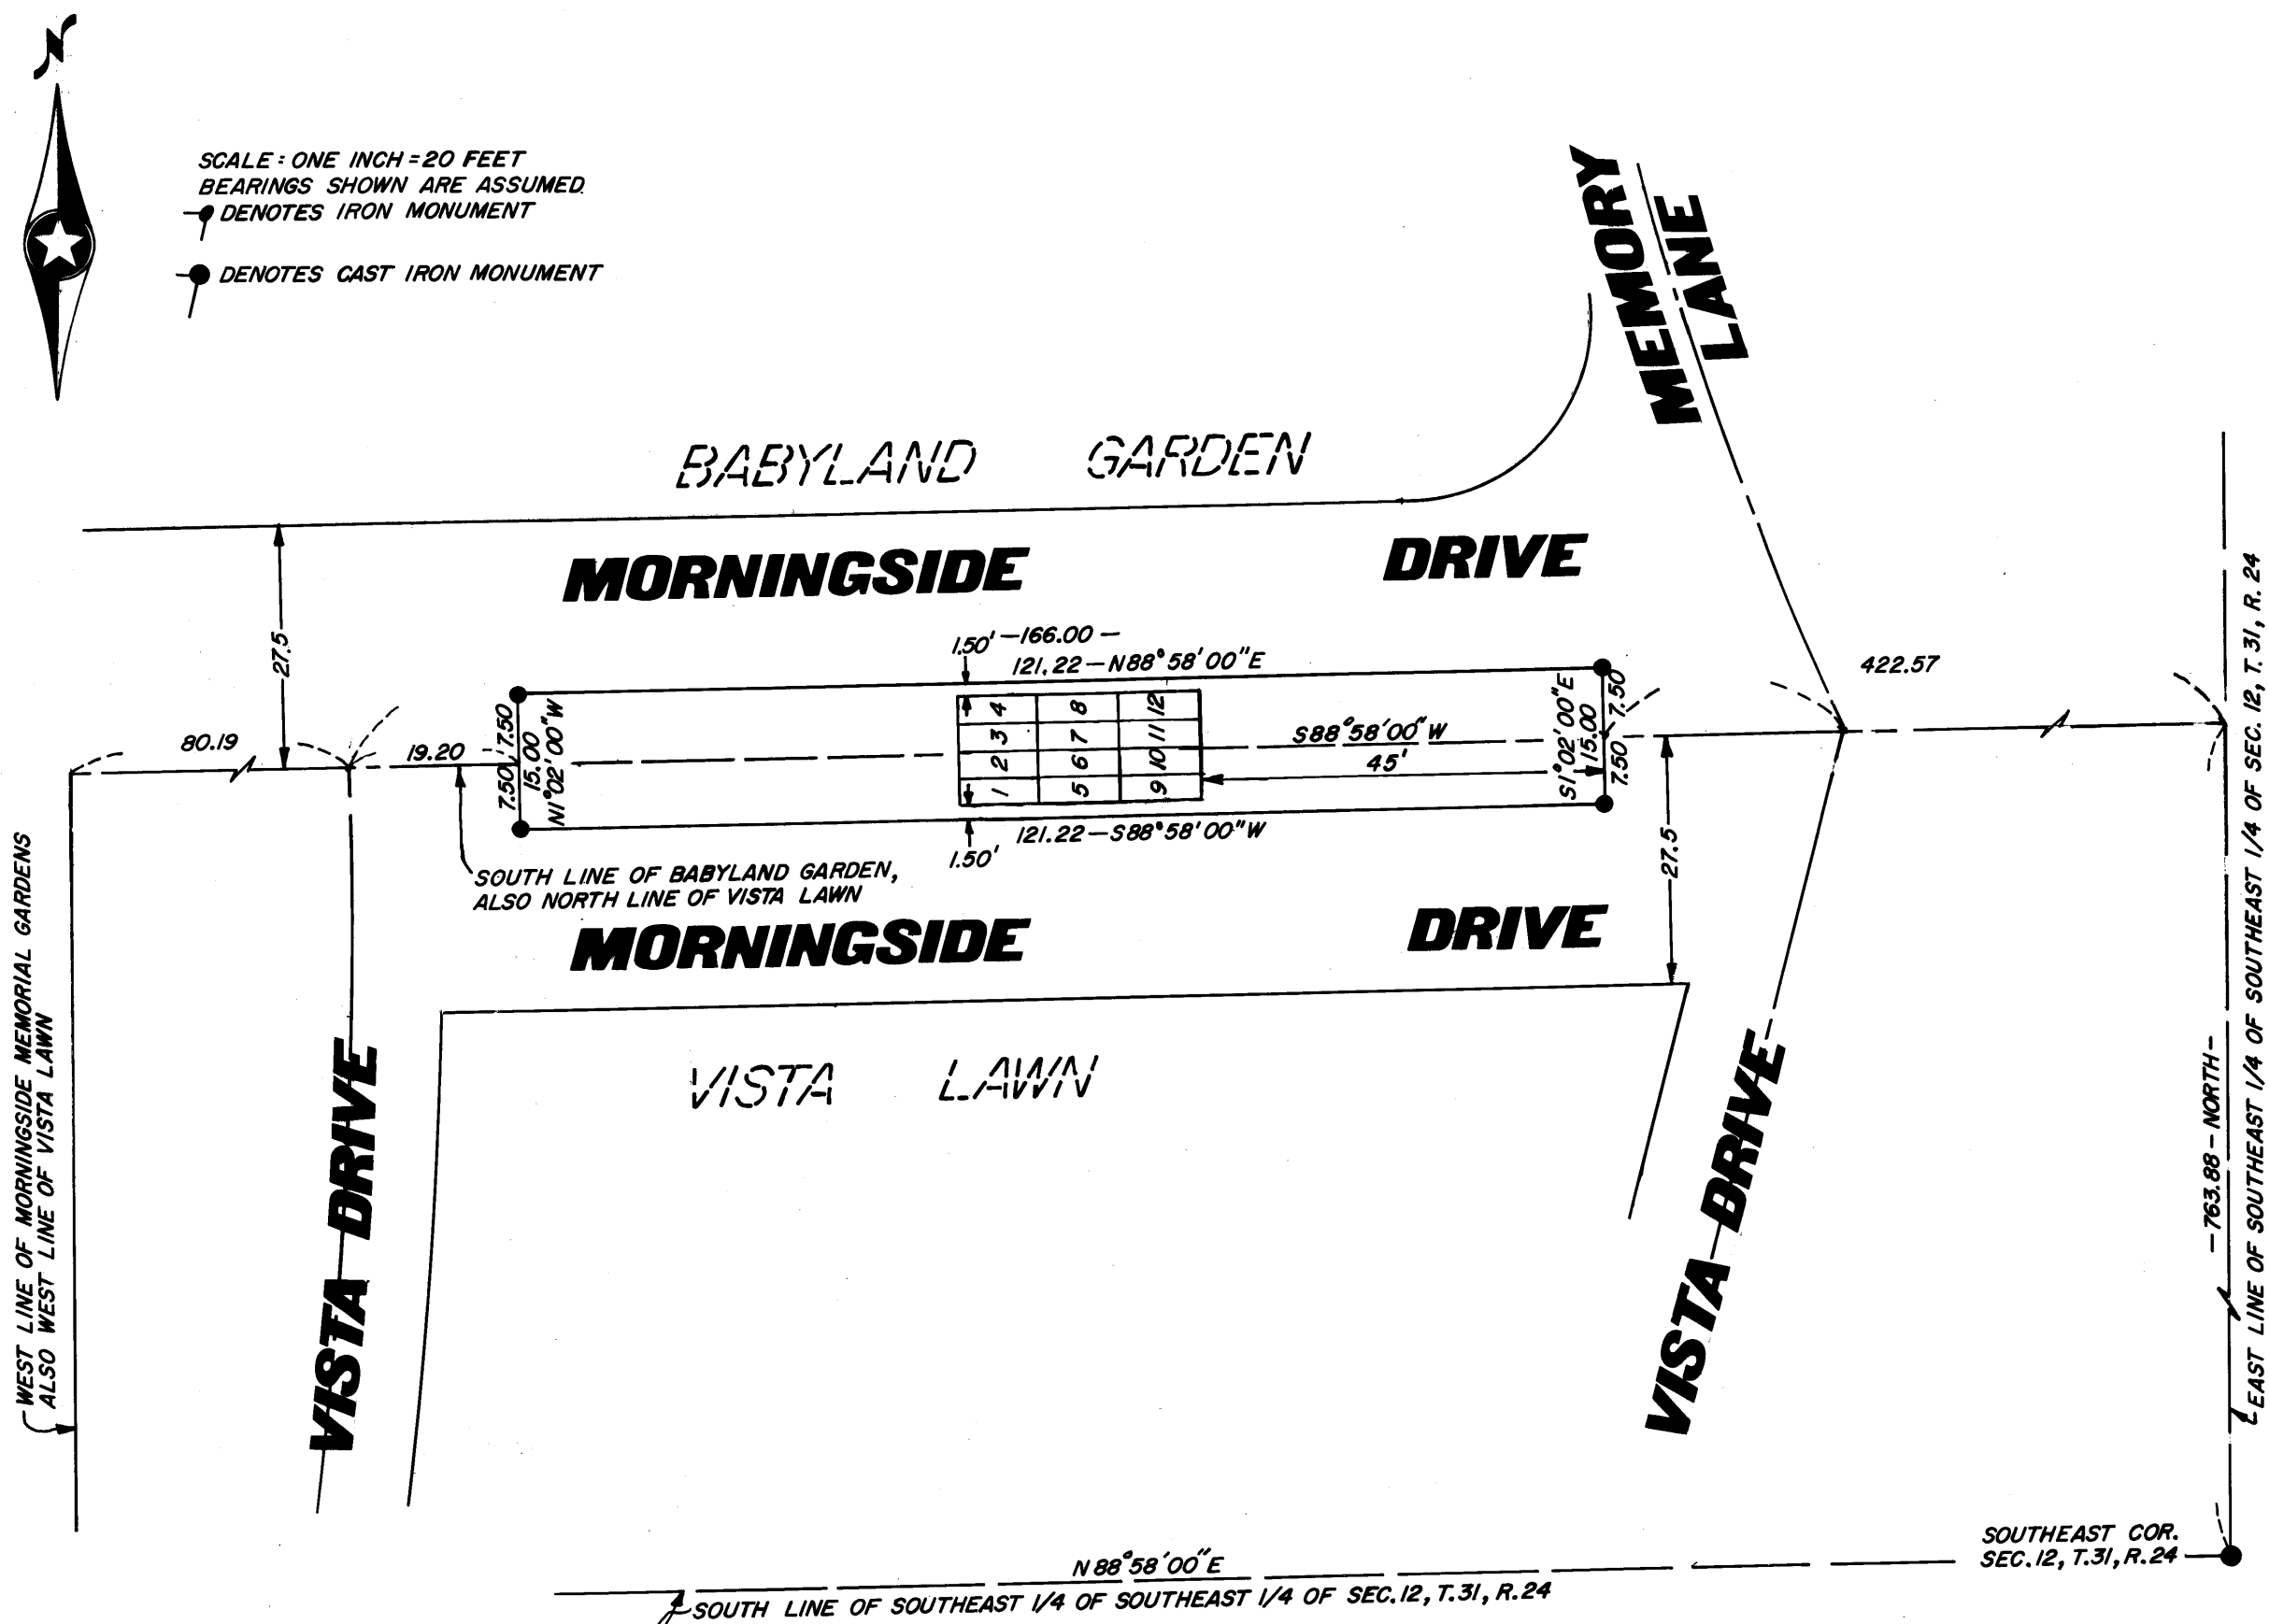 N
SCALE : ONE INCH = 20 FEET
BEARINGS SHOWN ARE ASSUMED.
DENOTES IRON MONUMENT
DENOTES CAST IRON MONUMENT
MEMORY
LANE
BABYLAND GARDEN
MORNINGSIDE DRIVE
27.5
1.50' —166.00—
121.22—N88°58'00"E
422.57
80.19
19.20
7.50
7.50
15.00
N1°02'00"W
4 8 12
3 7 11
2 6 10
1 5 9
S88°58'00"W
45'
S1°02'00"E
15.00
7.50
7.50
121.22—S88°58'00"W
1.50'
27.5
SOUTH LINE OF BABYLAND GARDEN,
ALSO NORTH LINE OF VISTA LAWN
MORNINGSIDE DRIVE
VISTA LAWN
VISTA DRIVE
VISTA DRIVE
WEST LINE OF MORNINGSIDE MEMORIAL GARDENS
ALSO WEST LINE OF VISTA LAWN
—763.88—NORTH—
EAST LINE OF SOUTHEAST 1/4 OF SOUTHEAST 1/4 OF SEC. 12, T. 31, R. 24
SOUTHEAST COR.
SEC. 12, T.31, R.24
N88°58'00"E
SOUTH LINE OF SOUTHEAST 1/4 OF SOUTHEAST 1/4 OF SEC. 12, T.31, R.24